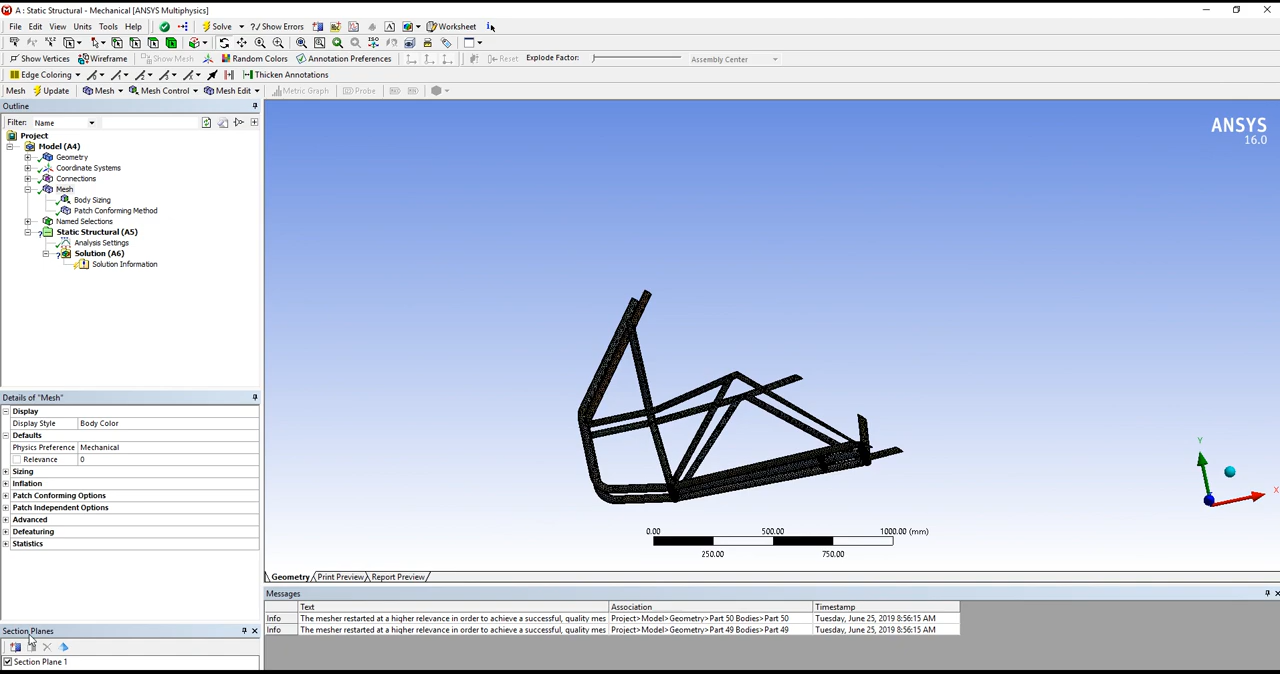 A : Static Structural - Mechanical [ANSYS Multiphysics]
File Edit View Units Tools Help Solve ?/Show Errors Worksheet
Show Vertices Wireframe Show Mesh Random Colors Annotation Preferences Reset Explode Factor: Assembly Center
Edge Coloring Thicken Annotations
Mesh Update Mesh Mesh Control Mesh Edit Metric Graph Probe
Outline
Filter: Name
Project
Model (A4)
Geometry
Coordinate Systems
Connections
Mesh
Body Sizing
Patch Conforming Method
Named Selections
Static Structural (A5)
Analysis Settings
Solution (A6)
Solution Information
ANSYS
16.0
Details of "Mesh"
Display
Display Style Body Color
Defaults
Physics Preference Mechanical
Relevance 0
Sizing
Inflation
Patch Conforming Options
Patch Independent Options
Advanced
Defeaturing
Statistics
Y
X
0.00 500.00 1000.00 (mm)
250.00 750.00
Geometry Print Preview Report Preview
Messages
Text Association Timestamp
Info The mesher restarted at a higher relevance in order to achieve a successful, quality mes Project>Model>Geometry>Part 50 Bodies>Part 50 Tuesday, June 25, 2019 8:56:15 AM
Info The mesher restarted at a higher relevance in order to achieve a successful, quality mes Project>Model>Geometry>Part 49 Bodies>Part 49 Tuesday, June 25, 2019 8:56:15 AM
Section Planes
Section Plane 1